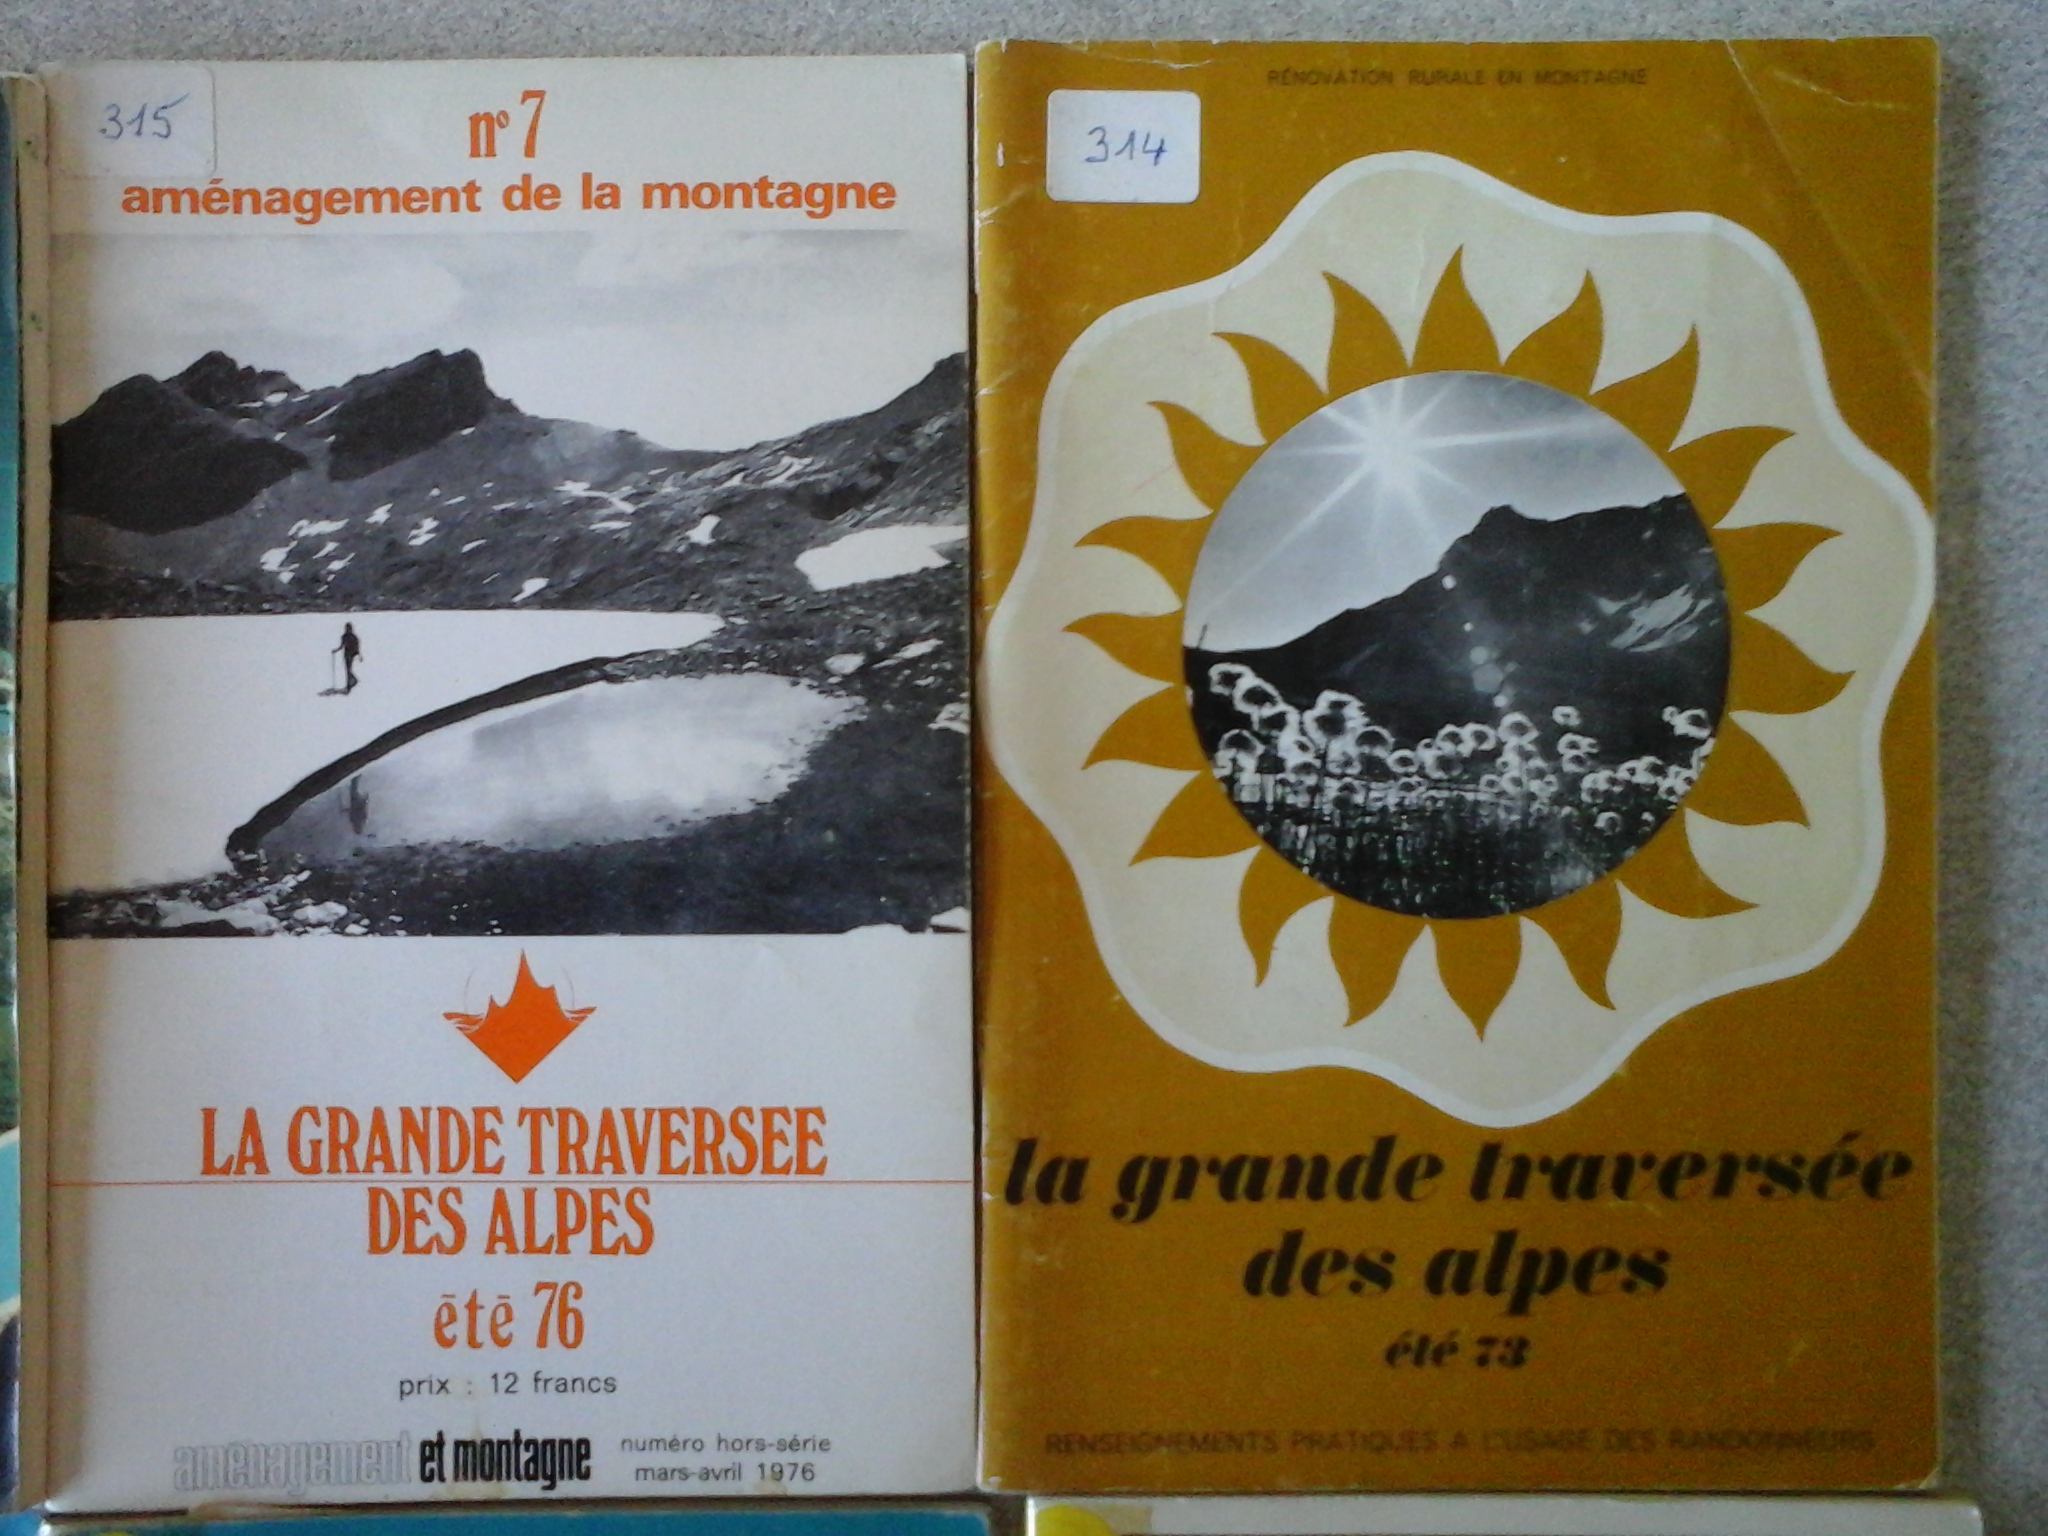 315
n° 7
aménagement de la montagne
LA GRANDE TRAVERSEE
DES ALPES
été 76
prix : 12 francs
aménagement et montagne
numéro hors-série
mars-avril 1976
RÉNOVATION RURALE EN MONTAGNE
314
la grande traversée
des alpes
été 73
RENSEIGNEMENTS PRATIQUES A L'USAGE DES RANDONNEURS